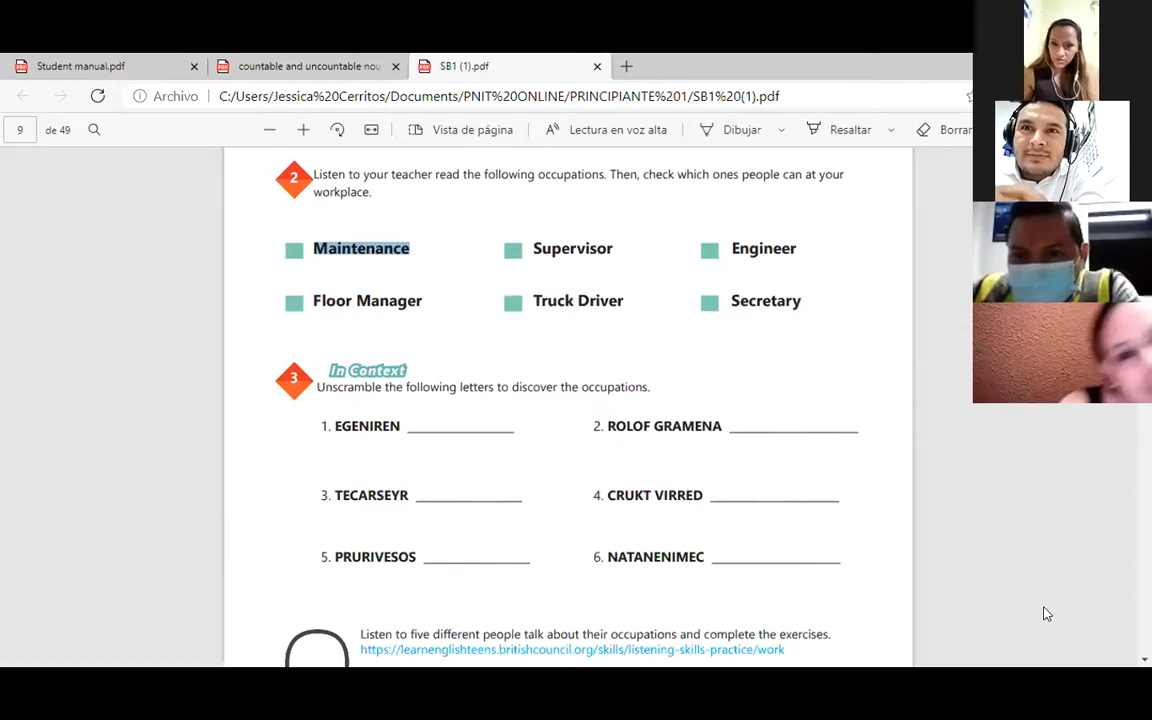 Student manual.pdf
countable and uncountable nou
SB1 (1).pdf
Archivo
C:/Users/Jessica%20Cerritos/Documents/PNIT%20ONLINE/PRINCIPIANTE%201/SB1%20(1).pdf
9
de 49
Vista de página
Lectura en voz alta
Dibujar
Resaltar
Borrar
2
Listen to your teacher read the following occupations. Then, check which ones people can at your
workplace.
Maintenance
Supervisor
Engineer
Floor Manager
Truck Driver
Secretary
3
In Context
Unscramble the following letters to discover the occupations.
1. EGENIREN
2. ROLOF GRAMENA
3. TECARSEYR
4. CRUKT VIRRED
5. PRURIVESOS
6. NATANENIMEC
Listen to five different people talk about their occupations and complete the exercises.
https://learnenglishteens.britishcouncil.org/skills/listening-skills-practice/work